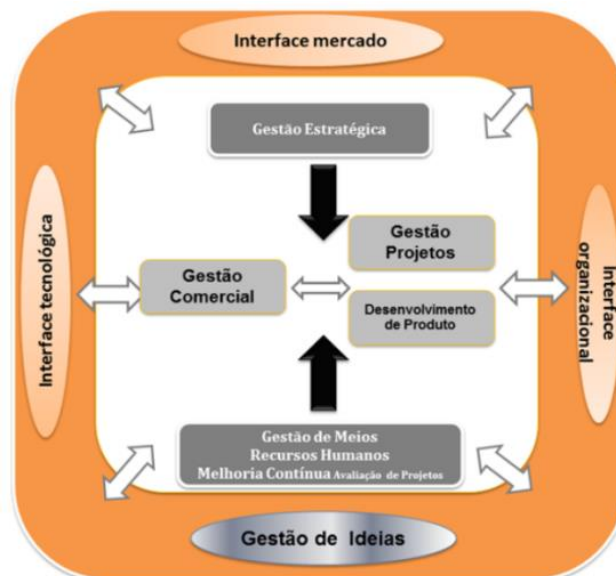 Interface mercado
Gestão Estratégica
Interface tecnológica
Gestão
Comercial
Gestão
Projetos
Desenvolvimento
de Produto
Interface
organizacional
Gestão de Meios
Recursos Humanos
Melhoria Contínua Avaliação de Projetos
Gestão de Ideias